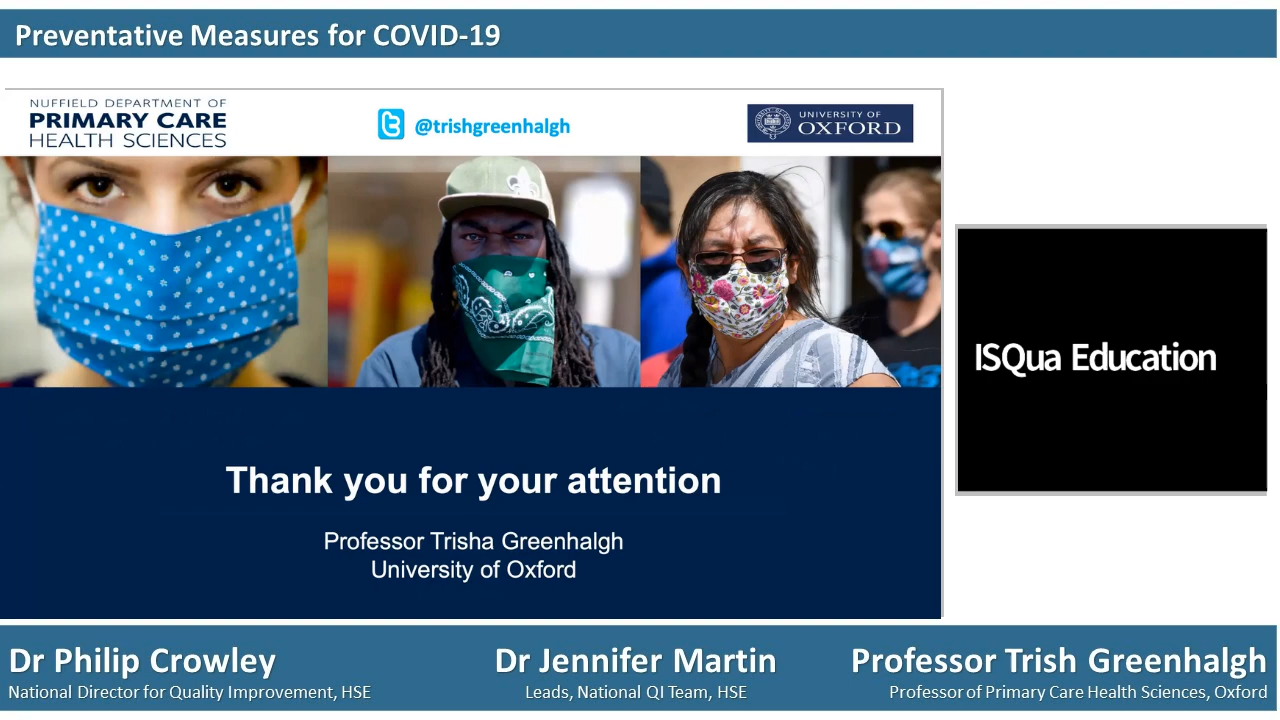 Preventative Measures for COVID-19
NUFFIELD DEPARTMENT OF
PRIMARY CARE
HEALTH SCIENCES
@trishgreenhalgh
UNIVERSITY OF
OXFORD
ISQua Education
Thank you for your attention
Professor Trisha Greenhalgh
University of Oxford
Dr Philip Crowley
National Director for Quality Improvement, HSE
Dr Jennifer Martin
Leads, National QI Team, HSE
Professor Trish Greenhalgh
Professor of Primary Care Health Sciences, Oxford